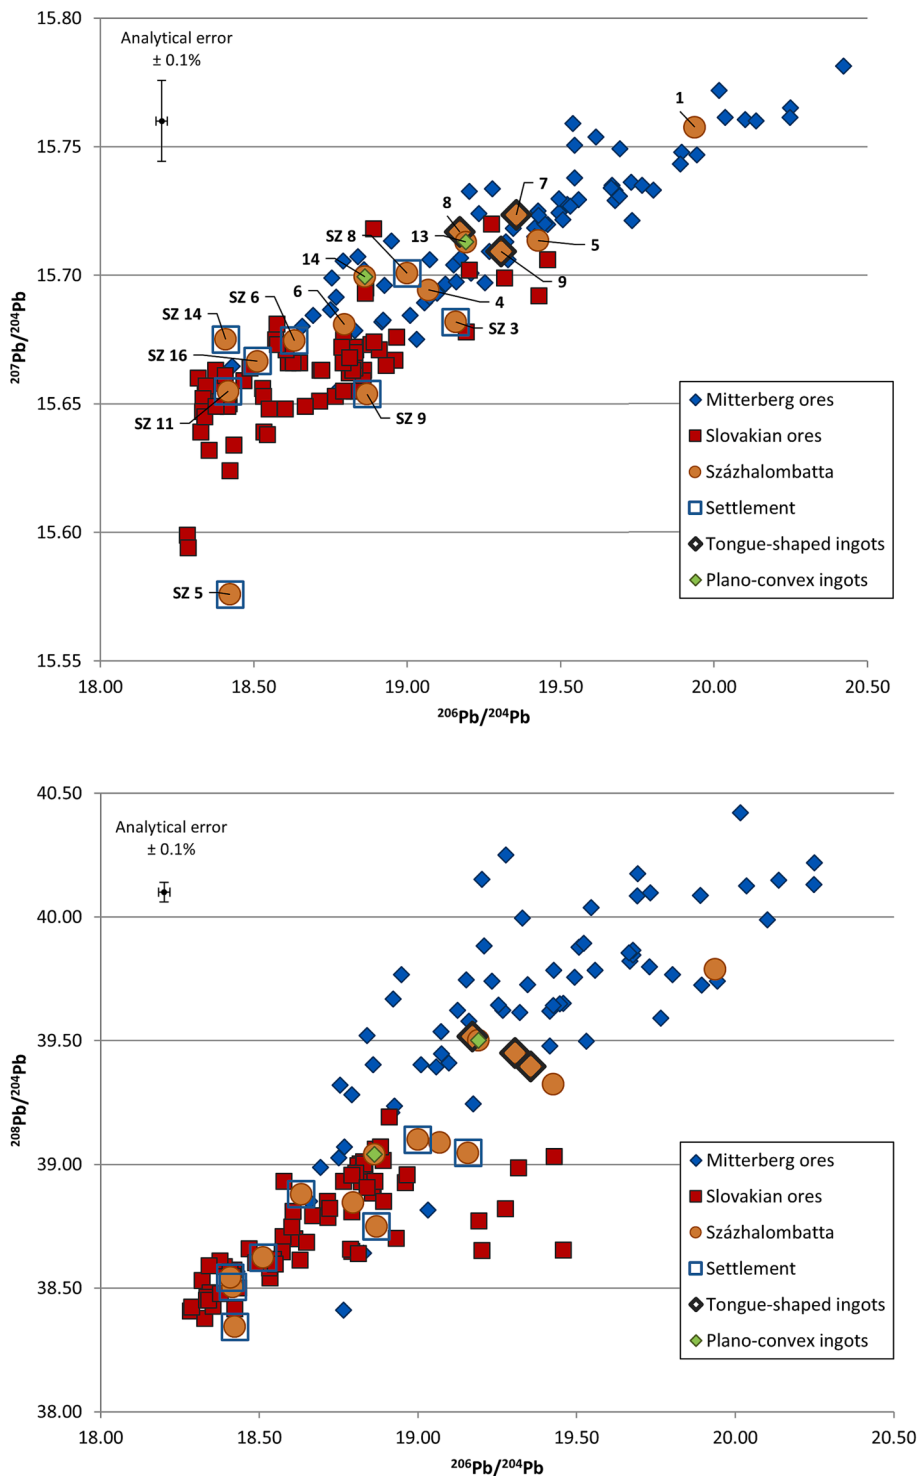 15.80
Analytical error
± 0.1%
1
15.75
7
8
SZ 8
13
5
14
15.70
9
SZ 6
6
4
SZ 14
SZ 3
SZ 16
²⁰⁷Pb/²⁰⁴Pb
15.65
SZ 11
SZ 9
Mitterberg ores
Slovakian ores
Százhalombatta
Settlement
Tongue-shaped ingots
Plano-convex ingots
15.60
SZ 5
15.55
18.00 18.50 19.00 19.50 20.00 20.50
²⁰⁶Pb/²⁰⁴Pb
40.50
Analytical error
± 0.1%
40.00
39.50
²⁰⁸Pb/²⁰⁴Pb
39.00
Mitterberg ores
Slovakian ores
Százhalombatta
Settlement
Tongue-shaped ingots
Plano-convex ingots
38.50
38.00
18.00 18.50 19.00 19.50 20.00 20.50
²⁰⁶Pb/²⁰⁴Pb